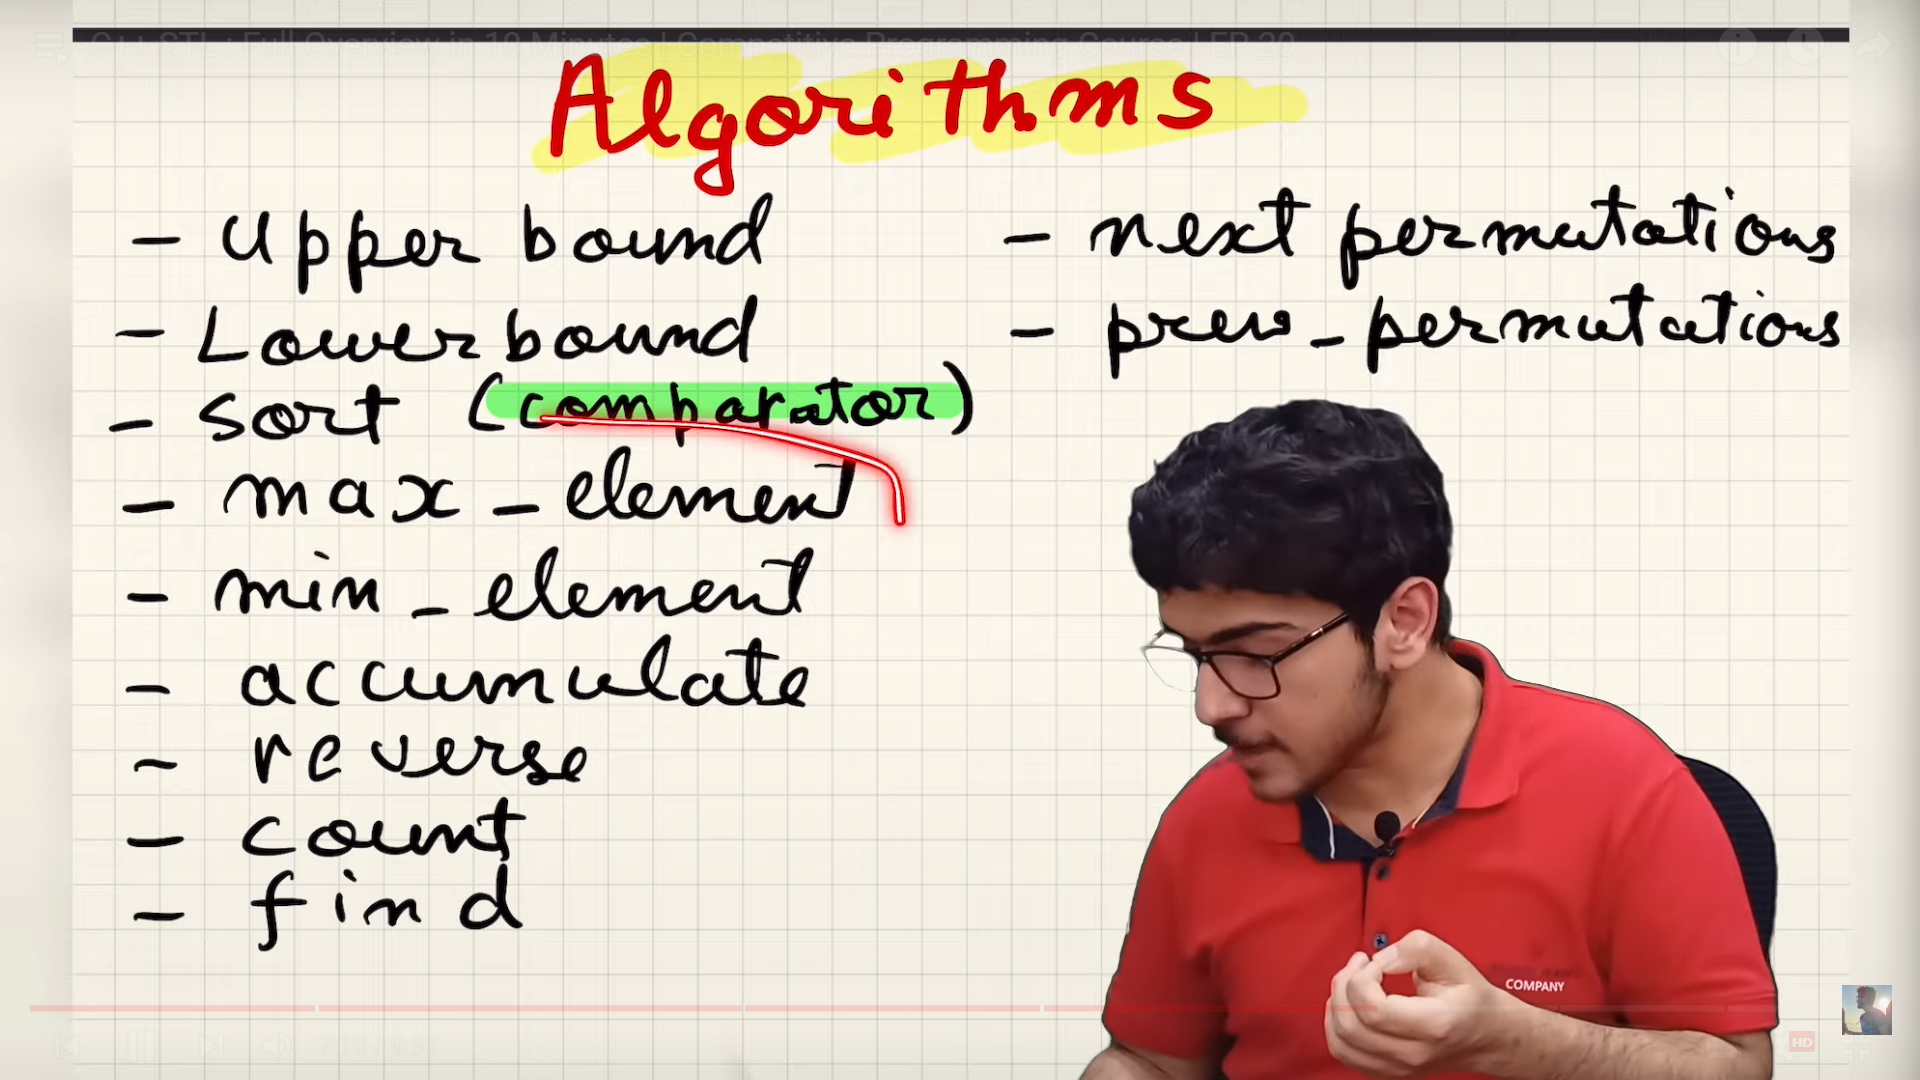 C++ STL : Full Overview in 10 Minutes | Competitive Programming Course | EP 20
Algorithms
- Upper bound
- Lower bound
- Sort (comparator)
- max_element
- min_element
- accumulate
- reverse
- count
- find
- next permutations
- prev_permutations
COMPANY
HD